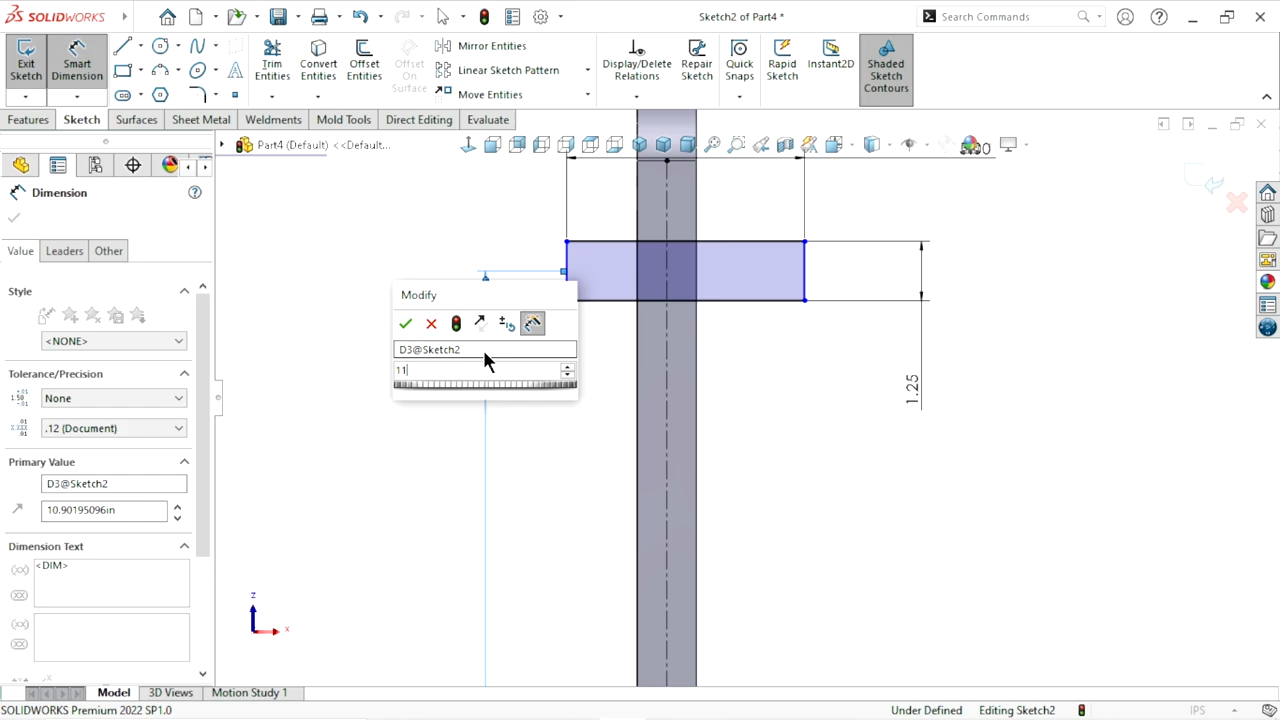 SOLIDWORKS
Sketch2 of Part4 *
Search Commands
Exit Sketch
Smart Dimension
Trim Entities
Convert Entities
Offset Entities
Offset On Surface
Mirror Entities
Linear Sketch Pattern
Move Entities
Display/Delete Relations
Repair Sketch
Quick Snaps
Rapid Sketch
Instant2D
Shaded Sketch Contours
Features Sketch Surfaces Sheet Metal Weldments Mold Tools Direct Editing Evaluate
Part4 (Default) <<Default...
Dimension
Value Leaders Other
Style
<NONE>
Tolerance/Precision
None
.12 (Document)
Primary Value
D3@Sketch2
10.90195096in
Dimension Text
<DIM>
Modify
D3@Sketch2
11
1.25
z
x
Model 3D Views Motion Study 1
SOLIDWORKS Premium 2022 SP1.0
Under Defined
Editing Sketch2
IPS